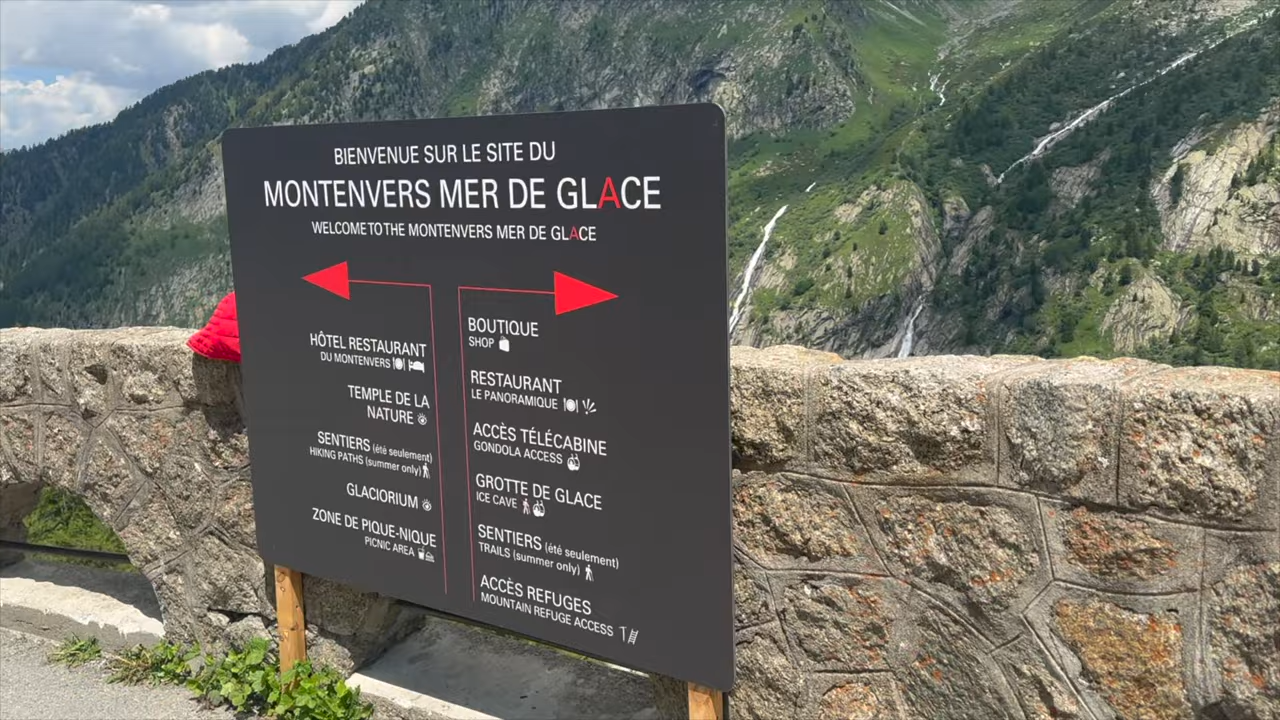 BIENVENUE SUR LE SITE DU
MONTENVERS MER DE GLACE
WELCOME TO THE MONTENVERS MER DE GLACE
HÔTEL RESTAURANT
DU MONTENVERS
TEMPLE DE LA
NATURE
SENTIERS (été seulement)
HIKING PATHS (summer only)
GLACIORIUM
ZONE DE PIQUE-NIQUE
PICNIC AREA
BOUTIQUE
SHOP
RESTAURANT
LE PANORAMIQUE
ACCÈS TÉLÉCABINE
GONDOLA ACCESS
GROTTE DE GLACE
ICE CAVE
SENTIERS (été seulement)
TRAILS (summer only)
ACCÈS REFUGES
MOUNTAIN REFUGE ACCESS